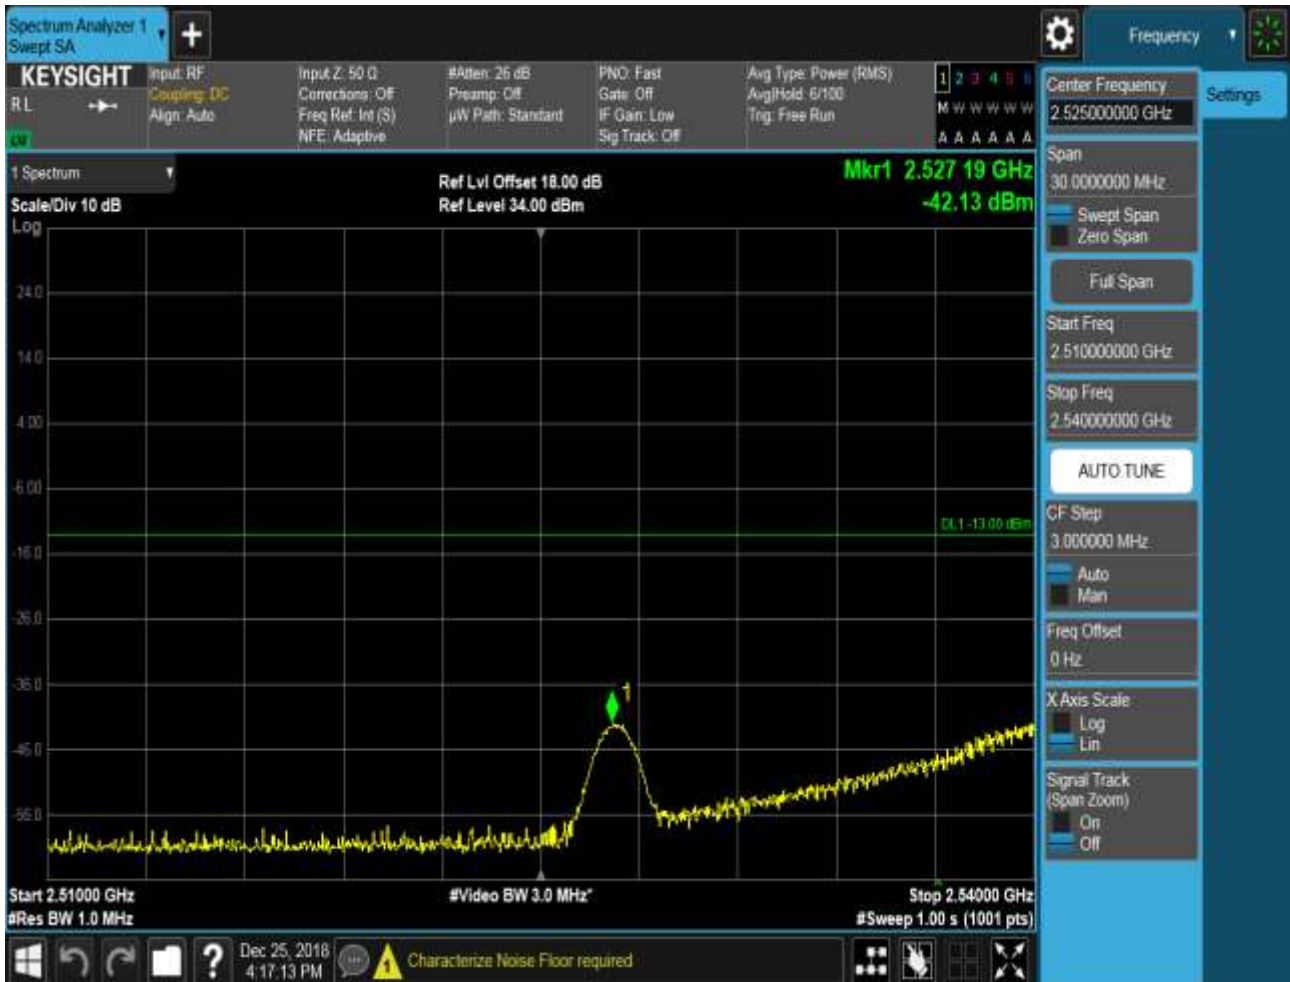 Spectrum Analyzer 1
Swept SA
+
Frequency
KEYSIGHT
RL
LXI
Input: RF
Coupling: DC
Align: Auto
Input Z: 50 Ω
Corrections: Off
Freq Ref: Int (S)
NFE: Adaptive
#Atten: 26 dB
Preamp: Off
µW Path: Standard
PNO: Fast
Gate: Off
IF Gain: Low
Sig Track: Off
Avg Type: Power (RMS)
Avg|Hold: 6/100
Trig: Free Run
1 2 3 4 5 6
M W W W W W
A A A A A A
1 Spectrum
Scale/Div 10 dB
Log
Ref Lvl Offset 18.00 dB
Ref Level 34.00 dBm
Mkr1 2.527 19 GHz
-42.13 dBm
24.0
14.0
4.00
-6.00
-16.0
-26.0
-36.0
-46.0
-56.0
DL1 -13.00 dBm
1
Start 2.51000 GHz
#Res BW 1.0 MHz
#Video BW 3.0 MHz*
Stop 2.54000 GHz
#Sweep 1.00 s (1001 pts)
Center Frequency
2.525000000 GHz
Settings
Span
30.0000000 MHz
Swept Span
Zero Span
Full Span
Start Freq
2.510000000 GHz
Stop Freq
2.540000000 GHz
AUTO TUNE
CF Step
3.000000 MHz
Auto
Man
Freq Offset
0 Hz
X Axis Scale
Log
Lin
Signal Track
(Span Zoom)
On
Off
?
Dec 25, 2018
4:17:13 PM
1
Characterize Noise Floor required